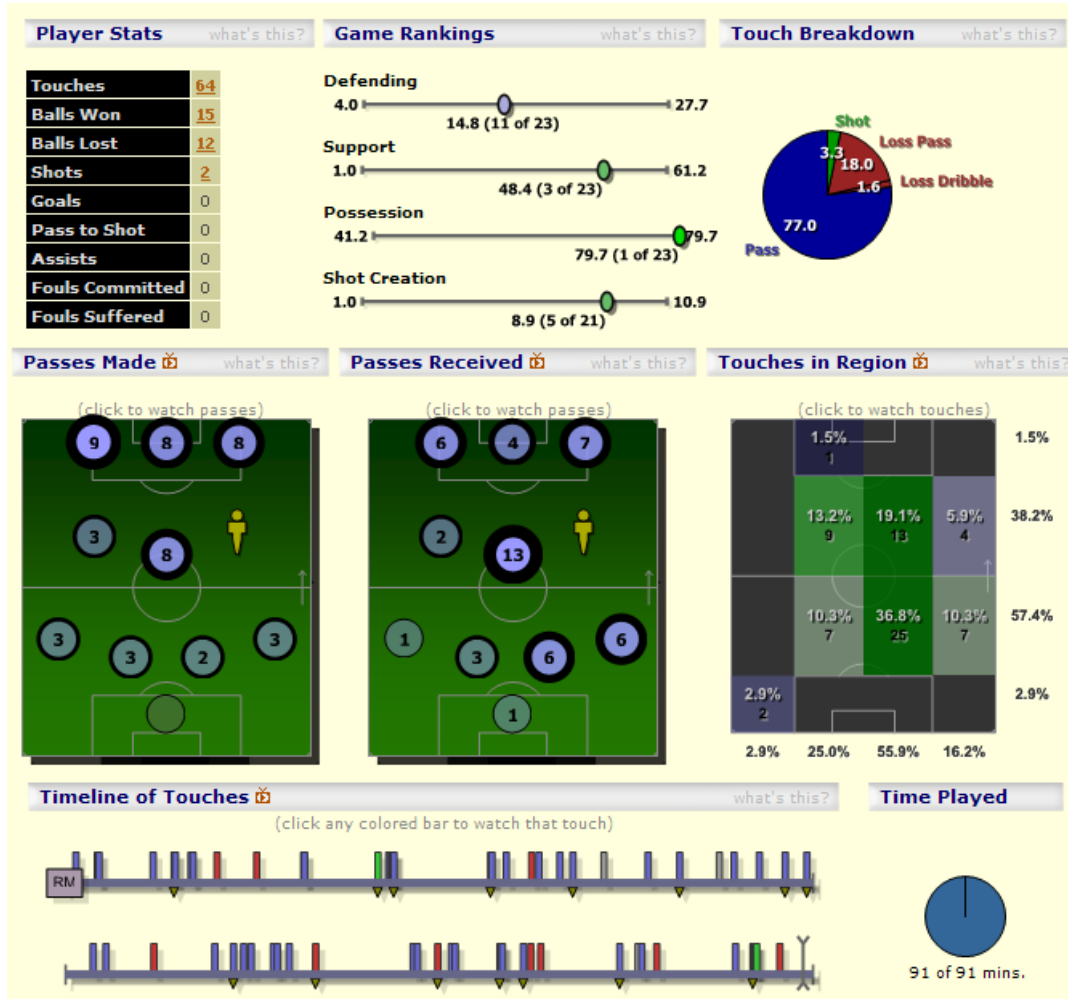 Player Stats what's this?
Touches 64
Balls Won 15
Balls Lost 12
Shots 2
Goals 0
Pass to Shot 0
Assists 0
Fouls Committed 0
Fouls Suffered 0
Game Rankings what's this?
Defending
4.0 27.7
14.8 (11 of 23)
Support
1.0 61.2
48.4 (3 of 23)
Possession
41.2 79.7
79.7 (1 of 23)
Shot Creation
1.0 10.9
8.9 (5 of 21)
Touch Breakdown what's this?
Shot
3.3
Loss Pass
18.0
Loss Dribble
1.6
77.0
Pass
Passes Made what's this?
(click to watch passes)
9 8 8
3
8
3 3
3 2
Passes Received what's this?
(click to watch passes)
6 4 7
2
13
1 6
3 6
1
Touches in Region what's this?
(click to watch touches)
1.5% 1.5%
1
13.2% 19.1% 5.9% 38.2%
9 13 4
10.3% 36.8% 10.3% 57.4%
7 25 7
2.9% 2.9%
2
2.9% 25.0% 55.9% 16.2%
Timeline of Touches what's this?
(click any colored bar to watch that touch)
RM
Time Played
91 of 91 mins.